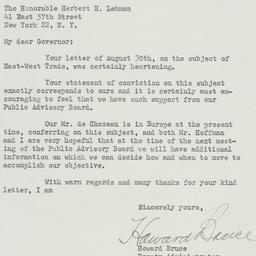 The Honorable Herbert H. Lehman
41 East 57th Street
New York 22, N. Y.
My dear Governor:
Your letter of August 30th, on the subject of
East-West Trade, was certainly heartening.
Your statement of conviction on this subject
exactly corresponds to ours and it is certainly most en-
couraging to feel that we have such support from our
Public Advisory Board.
Our Mr. de Chazeau is in Europe at the present
time, conferring on this subject, and both Mr. Hoffman
and I are very hopeful that at the time of the next meet-
ing of the Public Advisory Board we will have additional
information on which we can decide how and when to move to
accomplish our objective.
With warm regards and many thanks for your kind
letter, I am
Sincerely yours,
Howard Bruce
Howard Bruce
Deputy Administrator